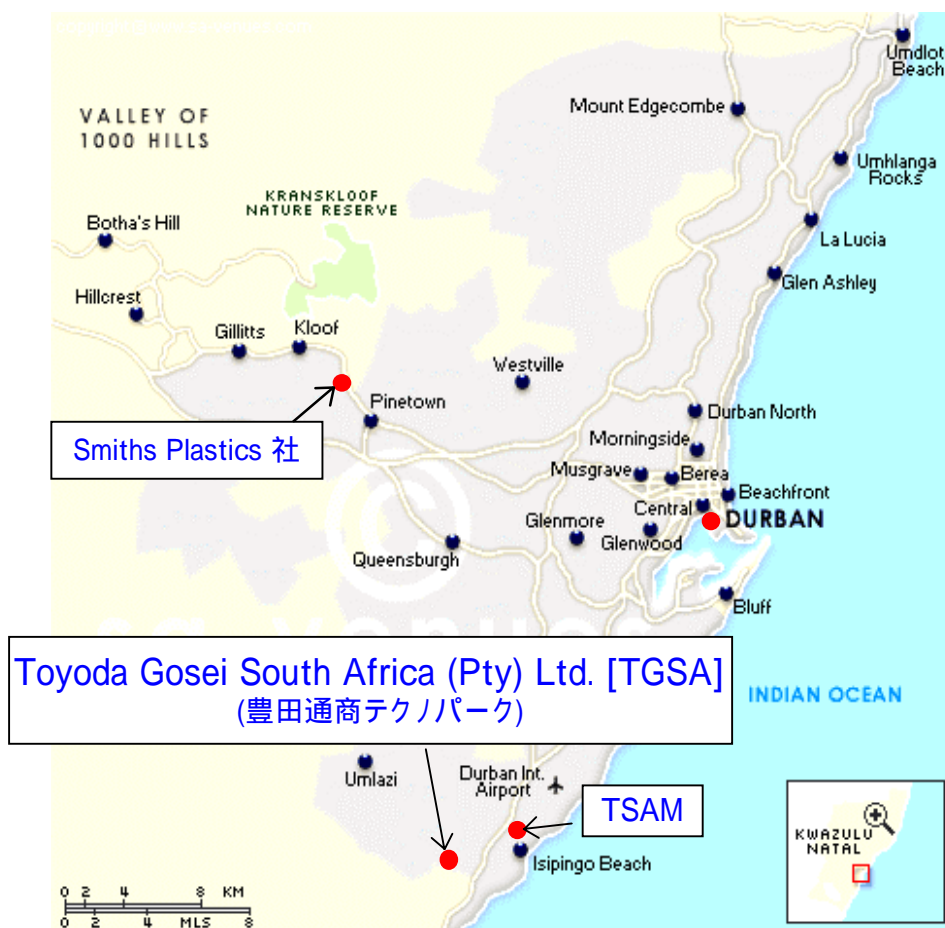 Umdlot
Beach
Mount Edgecombe
VALLEY OF
1000 HILLS
Umhlanga
Rocks
KRANSKLOOF
NATURE RESERVE
Botha's Hill
La Lucia
Glen Ashley
Hillcrest
Gillitts
Kloof
Westville
Pinetown
Durban North
Smiths Plastics 社
Morningside
Musgrave
Berea
Beachfront
Central
DURBAN
Glenmore
Glenwood
Queensburgh
©
Bluff
venues
Toyoda Gosei South Africa (Pty) Ltd. [TGSA]
(豊田通商テクノパーク)
INDIAN OCEAN
Umlazi
Durban Int.
Airport
TSAM
Isipingo Beach
KWAZULU
NATAL
0 2 4 8 KM
0 2 4 MLS 8